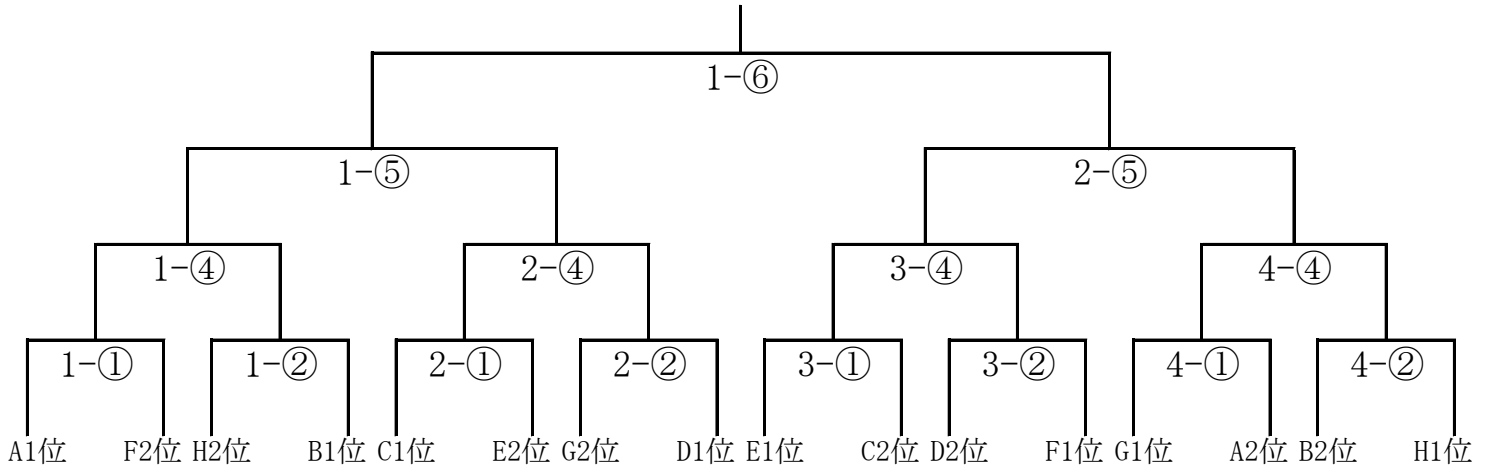 1-⑥
1-⑤ 2-⑤
1-④ 2-④ 3-④ 4-④
1-① 1-② 2-① 2-② 3-① 3-② 4-① 4-②
A1位 F2位 H2位 B1位 C1位 E2位 G2位 D1位 E1位 C2位 D2位 F1位 G1位 A2位 B2位 H1位